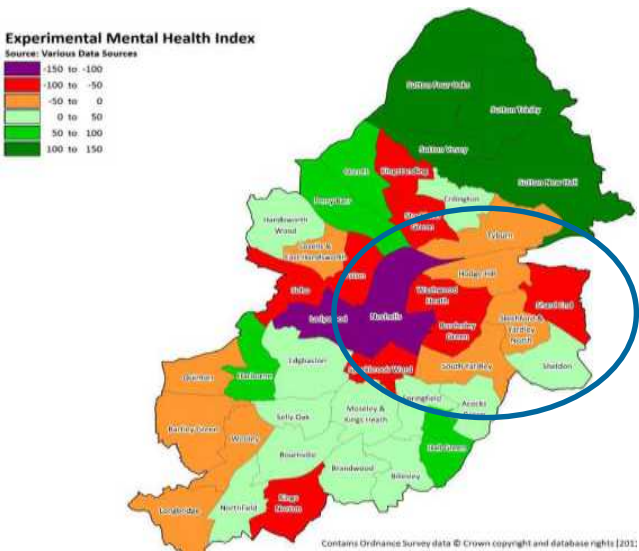 Experimental Mental Health Index
Source: Various Data Sources
-150 to -100
-100 to -50
-50 to 0
0 to 50
50 to 100
100 to 150
Sutton Four Oaks
Sutton Trinity
Sutton Vesey
Sutton New Hall
Oscott
Kingstanding
Erdington
Perry Barr
Handsworth
Wood
Green
Tyburn
Lozells &
East Handsworth
Hodge Hill
Aston
Washwood
Heath
Shard End
Soho
Ladywood
Nechells
Bordesley
Green
Stechford &
Yardley
North
Sheldon
Edgbaston
South Yardley
Quinton
Harborne
Springfield
Acocks
Selly Oak
Moseley &
Kings Heath
Bartley Green
Weoley
Hall Green
Bournville
Brandwood
Billesley
Kings
Norton
Longbridge
Northfield
Contains Ordnance Survey data © Crown copyright and database rights [201